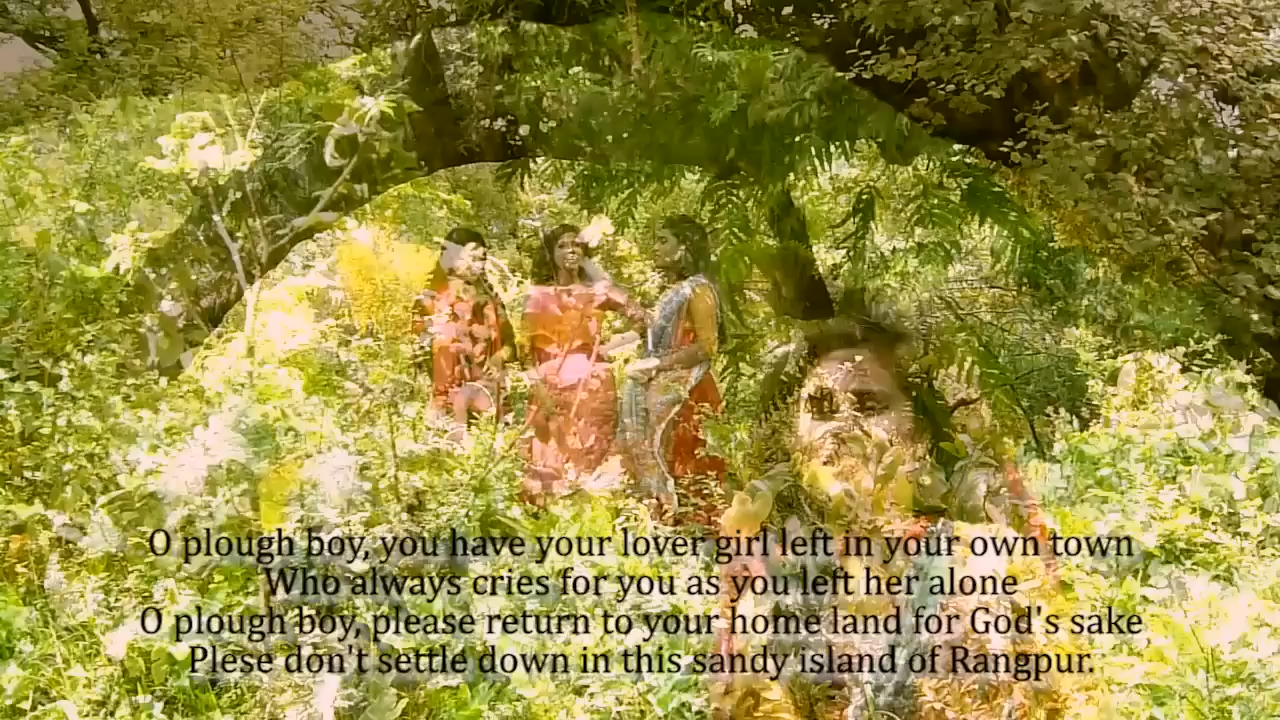 O plough boy, you have your lover girl left in your own town
Who always cries for you as you left her alone
O plough boy, please return to your home land for God's sake
Plese don't settle down in this sandy island of Rangpur.